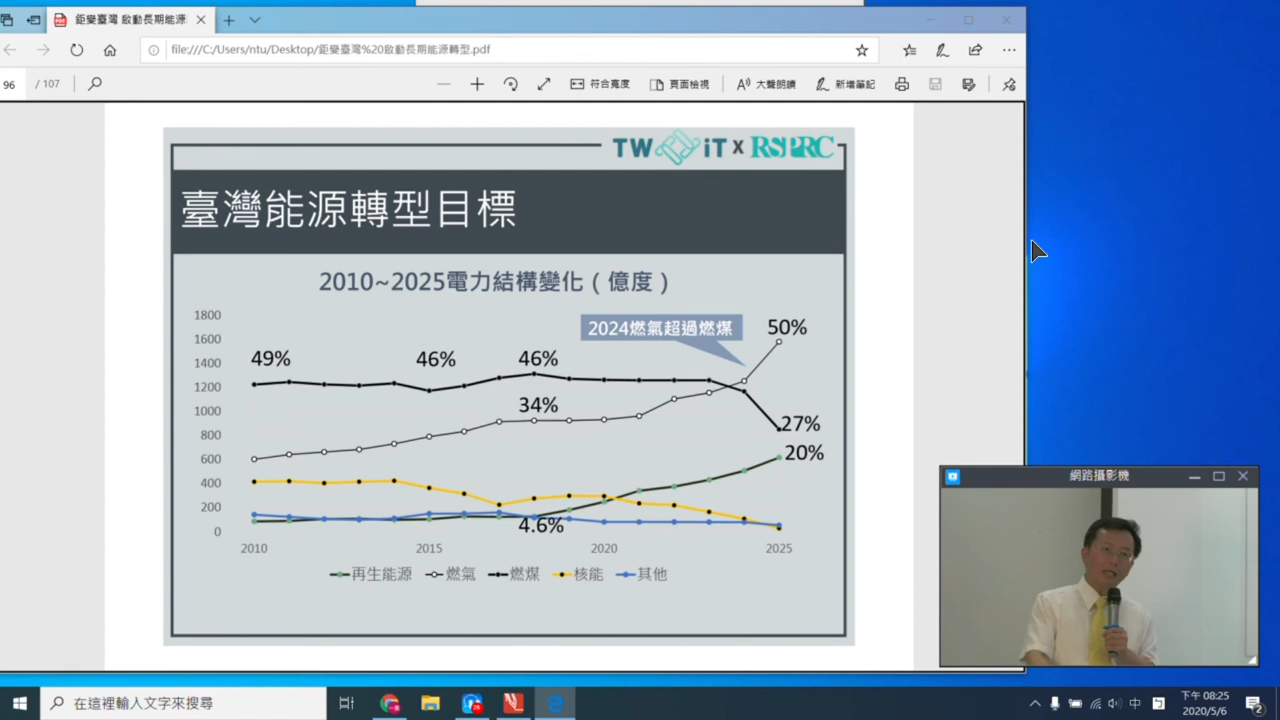 鉅變臺灣 啟動長期能源
file:///C:/Users/ntu/Desktop/鉅變臺灣%20啟動長期能源轉型.pdf
96 / 107
符合寬度
頁面檢視
大聲朗讀
新增筆記
TW iT x RSPRC
臺灣能源轉型目標
2010~2025電力結構變化（億度）
1800
1600
1400
1200
1000
800
600
400
200
0
2024燃氣超過燃煤
50%
49%
46%
46%
34%
27%
20%
4.6%
2010
2015
2020
2025
再生能源 燃氣 燃煤 核能 其他
網路攝影機
在這裡輸入文字來搜尋
中
下午 08:25
2020/5/6
2